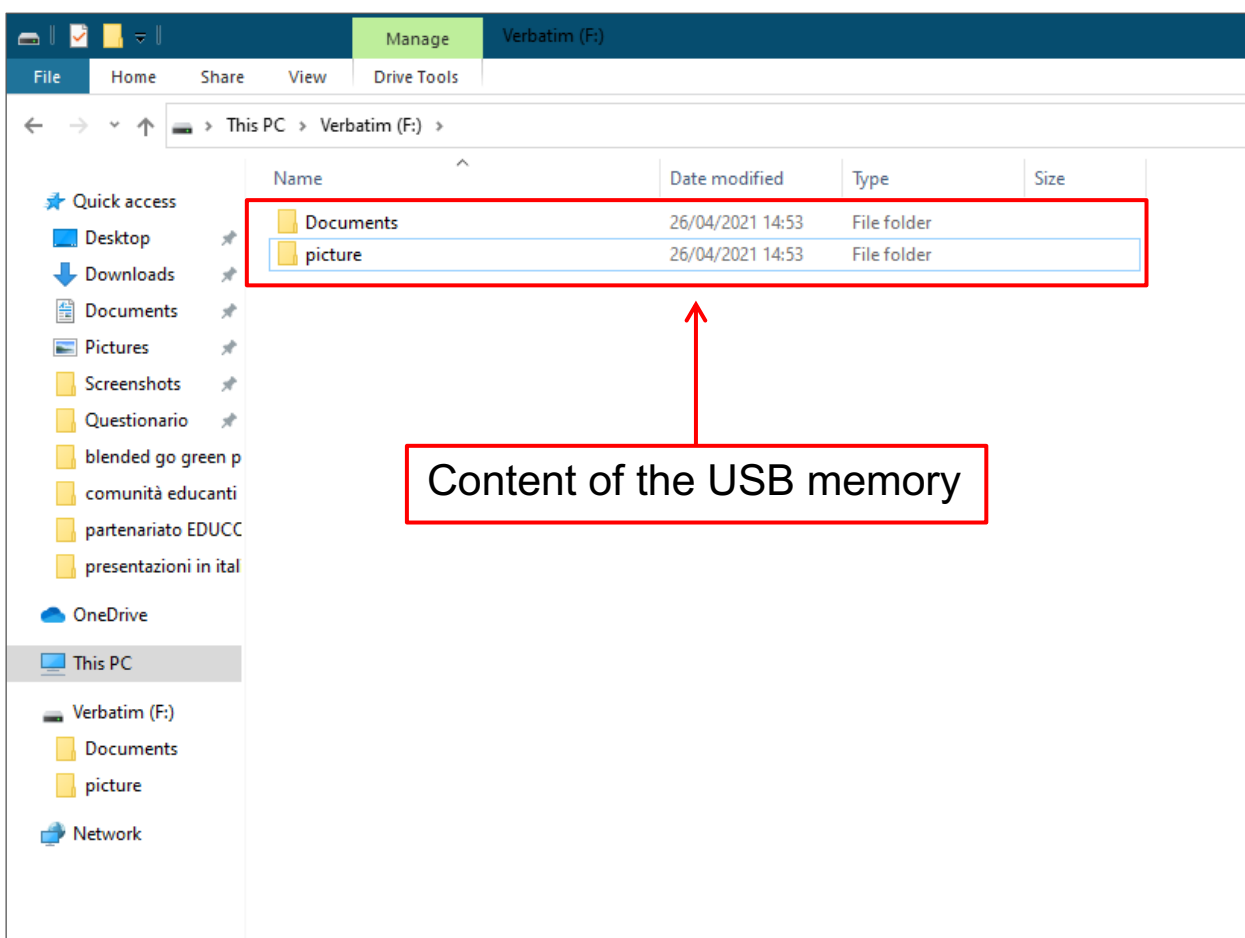 Manage Verbatim (F:)
File Home Share View Drive Tools
This PC > Verbatim (F:) >
Name Date modified Type Size
Documents 26/04/2021 14:53 File folder
picture 26/04/2021 14:53 File folder
Content of the USB memory
Quick access
Desktop
Downloads
Documents
Pictures
Screenshots
Questionario
blended go green p
comunità educanti
partenariato EDUCC
presentazioni in ital
OneDrive
This PC
Verbatim (F:)
Documents
picture
Network